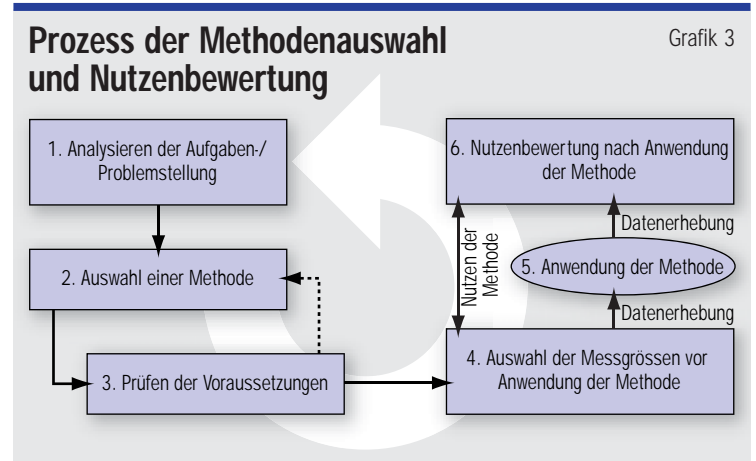 Prozess der Methodenauswahl
und Nutzenbewertung
Grafik 3
1. Analysieren der Aufgaben-/
Problemstellung
2. Auswahl einer Methode
3. Prüfen der Voraussetzungen
4. Auswahl der Messgrössen vor
Anwendung der Methode
Datenerhebung
5. Anwendung der Methode
Datenerhebung
6. Nutzenbewertung nach Anwendung
der Methode
Nutzen der
Methode